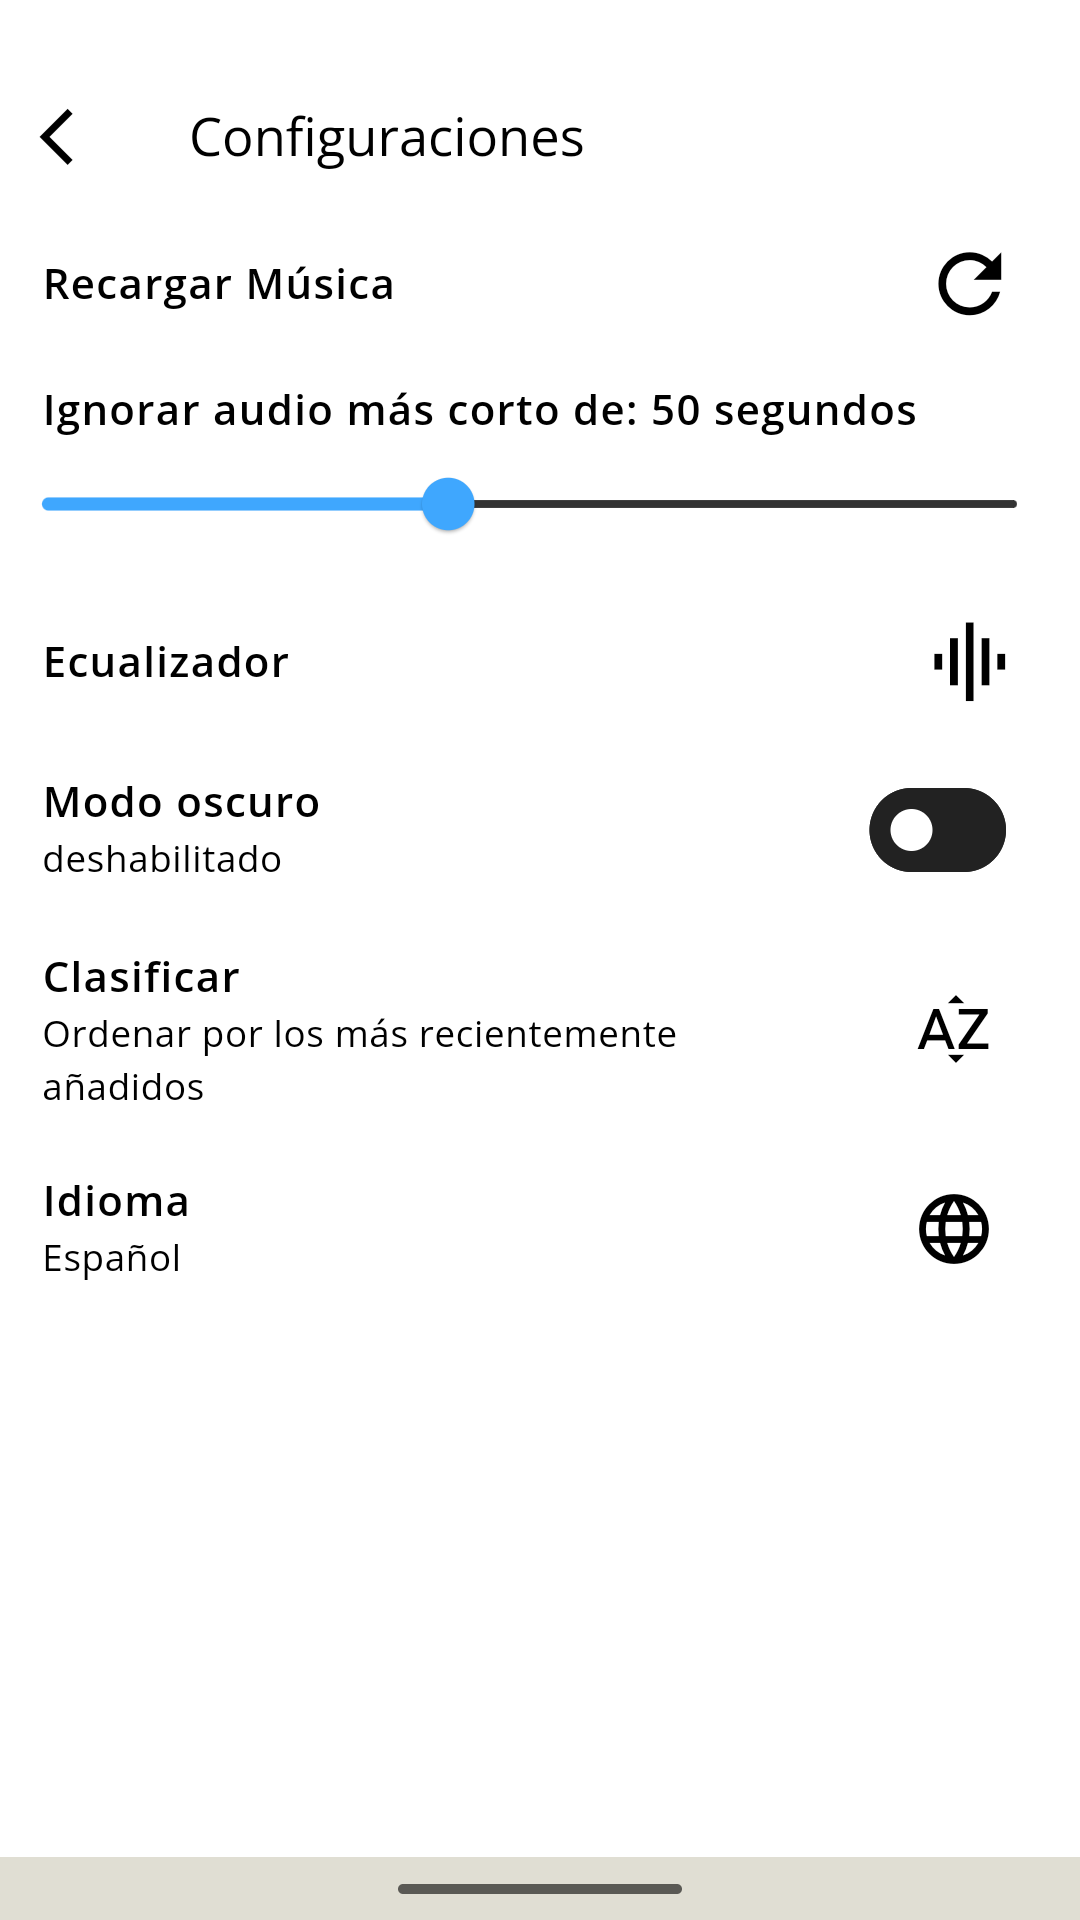 Configuraciones
Recargar Música
Ignorar audio más corto de: 50 segundos
Ecualizador
Modo oscuro
deshabilitado
Clasificar
Ordenar por los más recientemente
añadidos
AZ
Idioma
Español